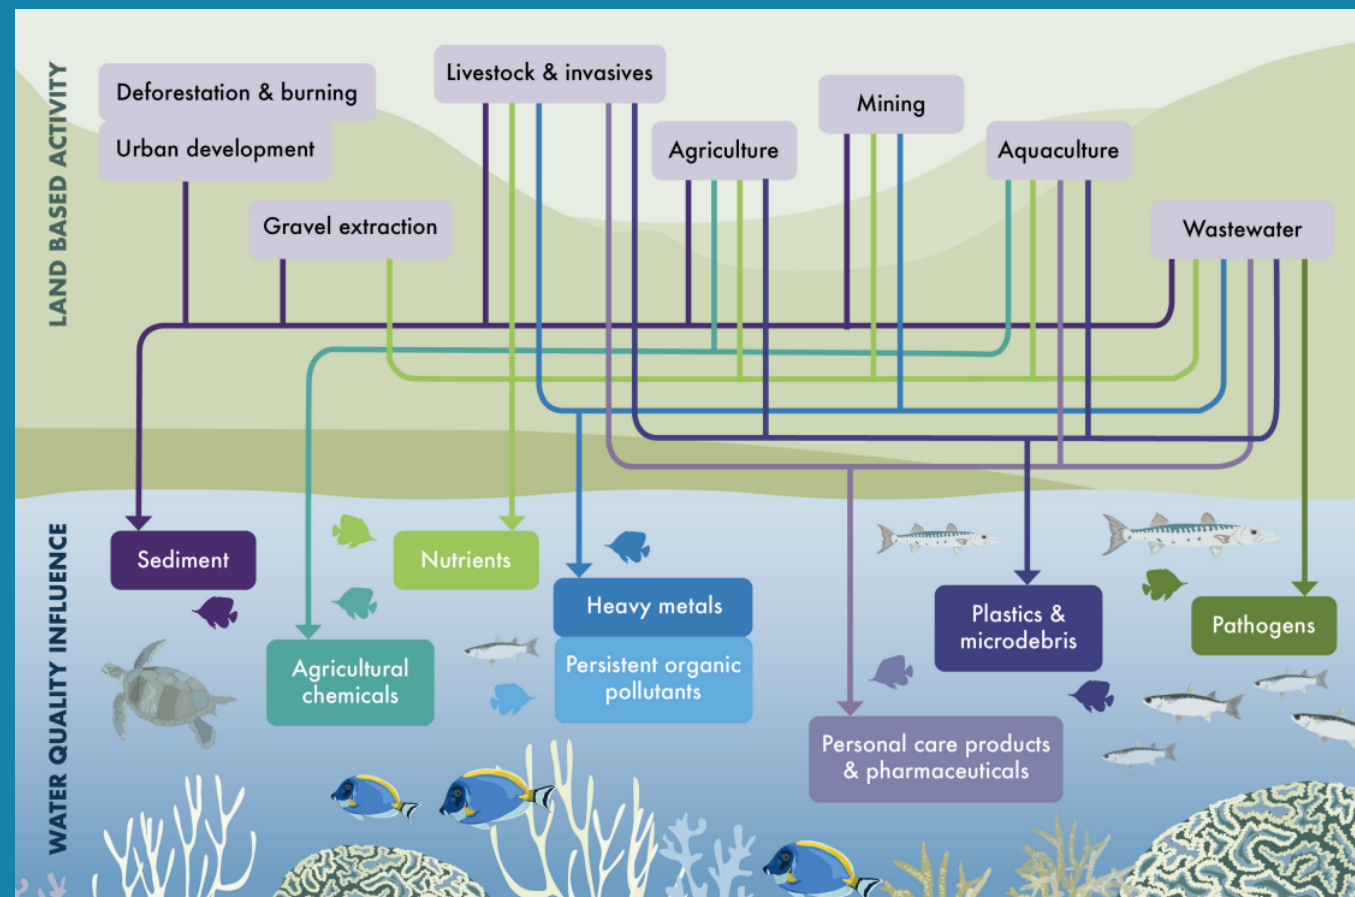 LAND BASED ACTIVITY
Deforestation & burning
Urban development
Gravel extraction
Livestock & invasives
Agriculture
Mining
Aquaculture
Wastewater
WATER QUALITY INFLUENCE
Sediment
Agricultural
chemicals
Nutrients
Heavy metals
Persistent organic
pollutants
Personal care products
& pharmaceuticals
Plastics &
microdebris
Pathogens